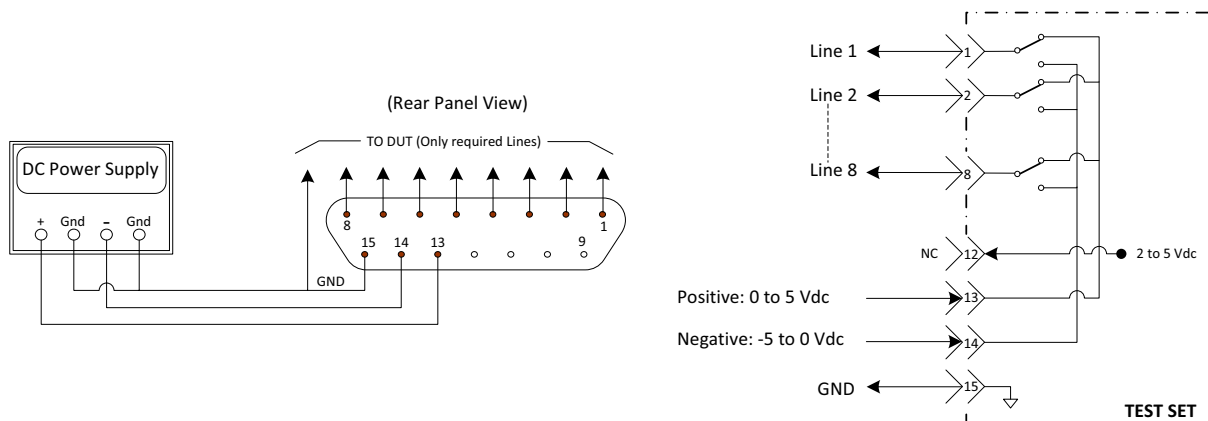 (Rear Panel View)
TO DUT (Only required Lines)
DC Power Supply
+ Gnd – Gnd
8 1
15 14 13 9
GND
Line 1 1
Line 2 2
Line 8 8
NC 12 2 to 5 Vdc
Positive: 0 to 5 Vdc 13
Negative: -5 to 0 Vdc 14
GND 15
TEST SET